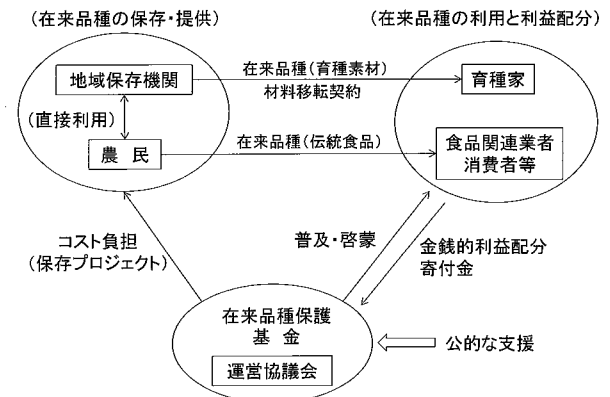 (在来品種の保存・提供)
(在来品種の利用と利益配分)
地域保存機関
在来品種(育種素材)
材料移転契約
育種家
(直接利用)
農 民
在来品種(伝統食品)
食品関連業者
消費者等
コスト負担
(保存プロジェクト)
普及・啓蒙
金銭的利益配分
寄付金
在来品種保護
基 金
運営協議会
公的な支援